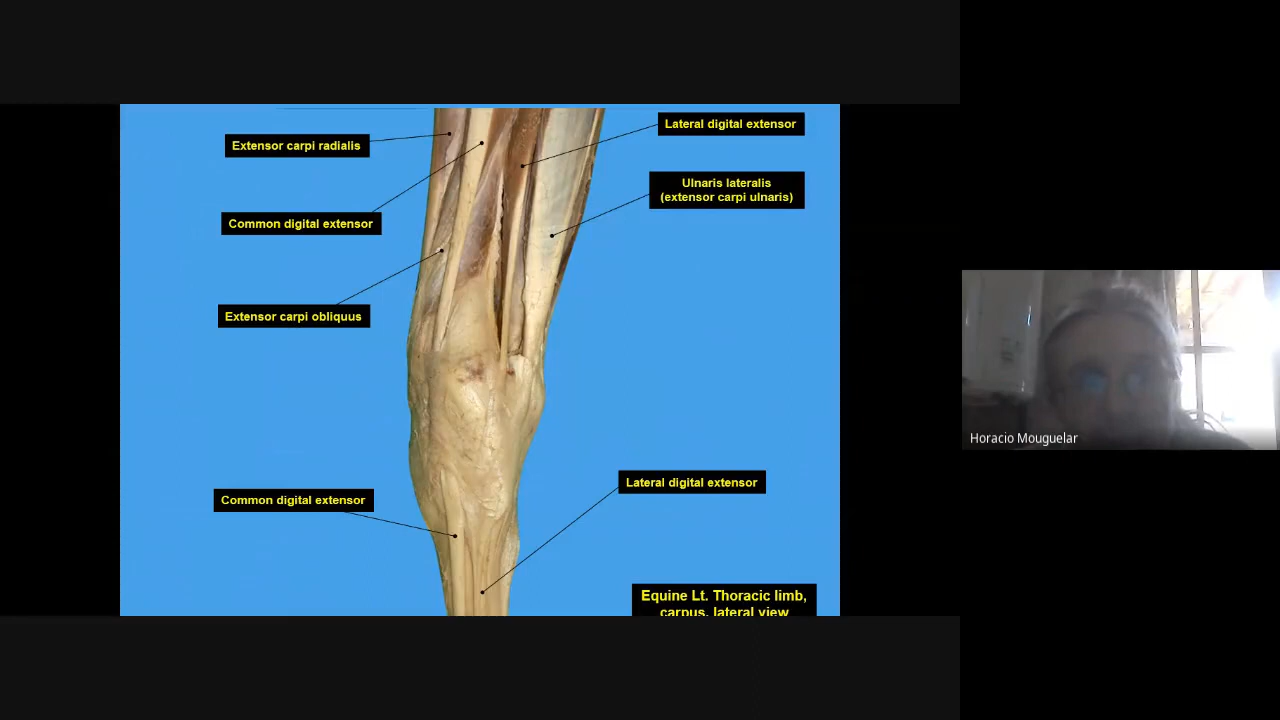 Lateral digital extensor
Extensor carpi radialis
Ulnaris lateralis
(extensor carpi ulnaris)
Common digital extensor
Extensor carpi obliquus
Horacio Mouguelar
Lateral digital extensor
Common digital extensor
Equine Lt. Thoracic limb,
carpus, lateral view